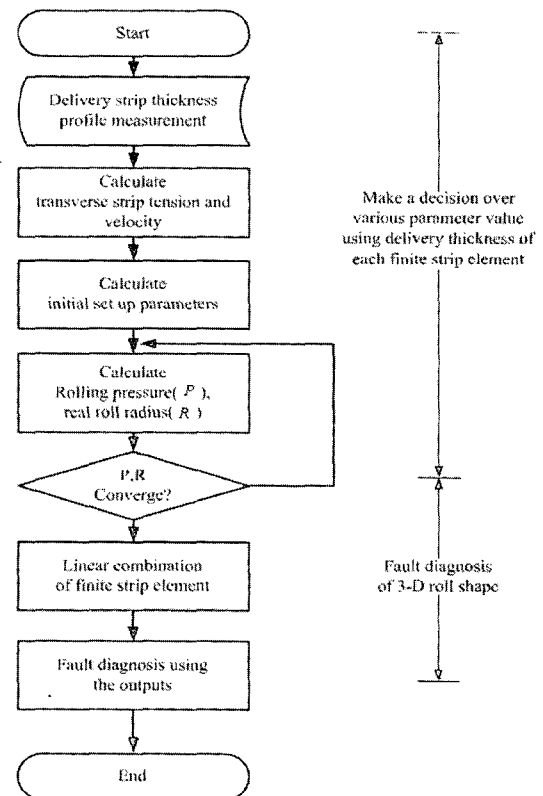 Start
Delivery strip thickness
profile measurement
Calculate
transverse strip tension and
velocity
Calculate
initial set up parameters
Calculate
Rolling pressure( P ),
real roll radius( R )
P,R
Converge?
Linear combination
of finite strip element
Fault diagnosis using
the outputs
End
Make a decision over
various parameter value
using delivery thickness of
each finite strip element
Fault diagnosis
of 3-D roll shape